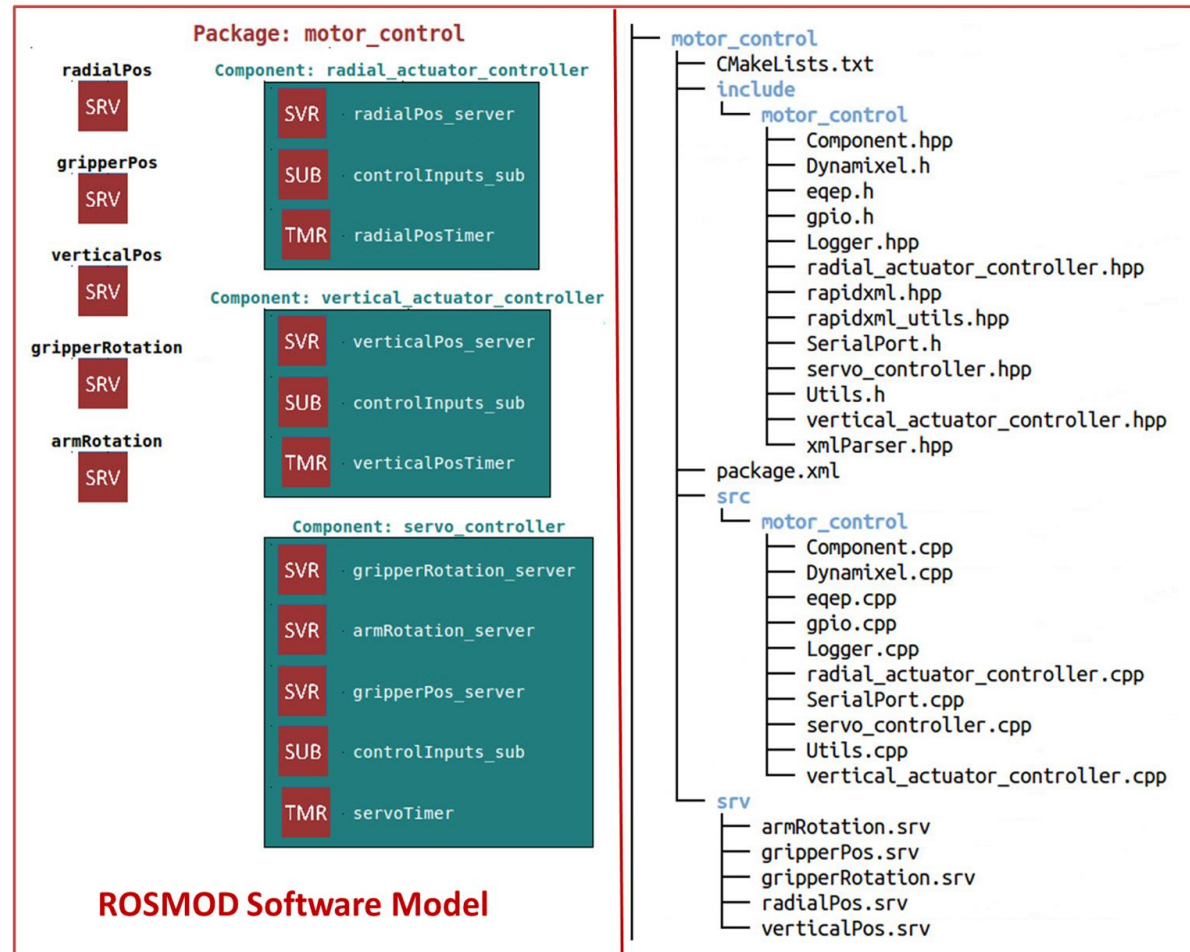 Package: motor_control
radialPos
SRV
gripperPos
SRV
verticalPos
SRV
gripperRotation
SRV
armRotation
SRV
Component: radial_actuator_controller
SVR radialPos_server
SUB controlInputs_sub
TMR radialPosTimer
Component: vertical_actuator_controller
SVR verticalPos_server
SUB controlInputs_sub
TMR verticalPosTimer
Component: servo_controller
SVR gripperRotation_server
SVR armRotation_server
SVR gripperPos_server
SUB controlInputs_sub
TMR servoTimer
ROSMOD Software Model
motor_control
CMakeLists.txt
include
motor_control
Component.hpp
Dynamixel.h
eqep.h
gpio.h
Logger.hpp
radial_actuator_controller.hpp
rapidxml.hpp
rapidxml_utils.hpp
SerialPort.h
servo_controller.hpp
Utils.h
vertical_actuator_controller.hpp
xmlParser.hpp
package.xml
src
motor_control
Component.cpp
Dynamixel.cpp
eqep.cpp
gpio.cpp
Logger.cpp
radial_actuator_controller.cpp
SerialPort.cpp
servo_controller.cpp
Utils.cpp
vertical_actuator_controller.cpp
srv
armRotation.srv
gripperPos.srv
gripperRotation.srv
radialPos.srv
verticalPos.srv